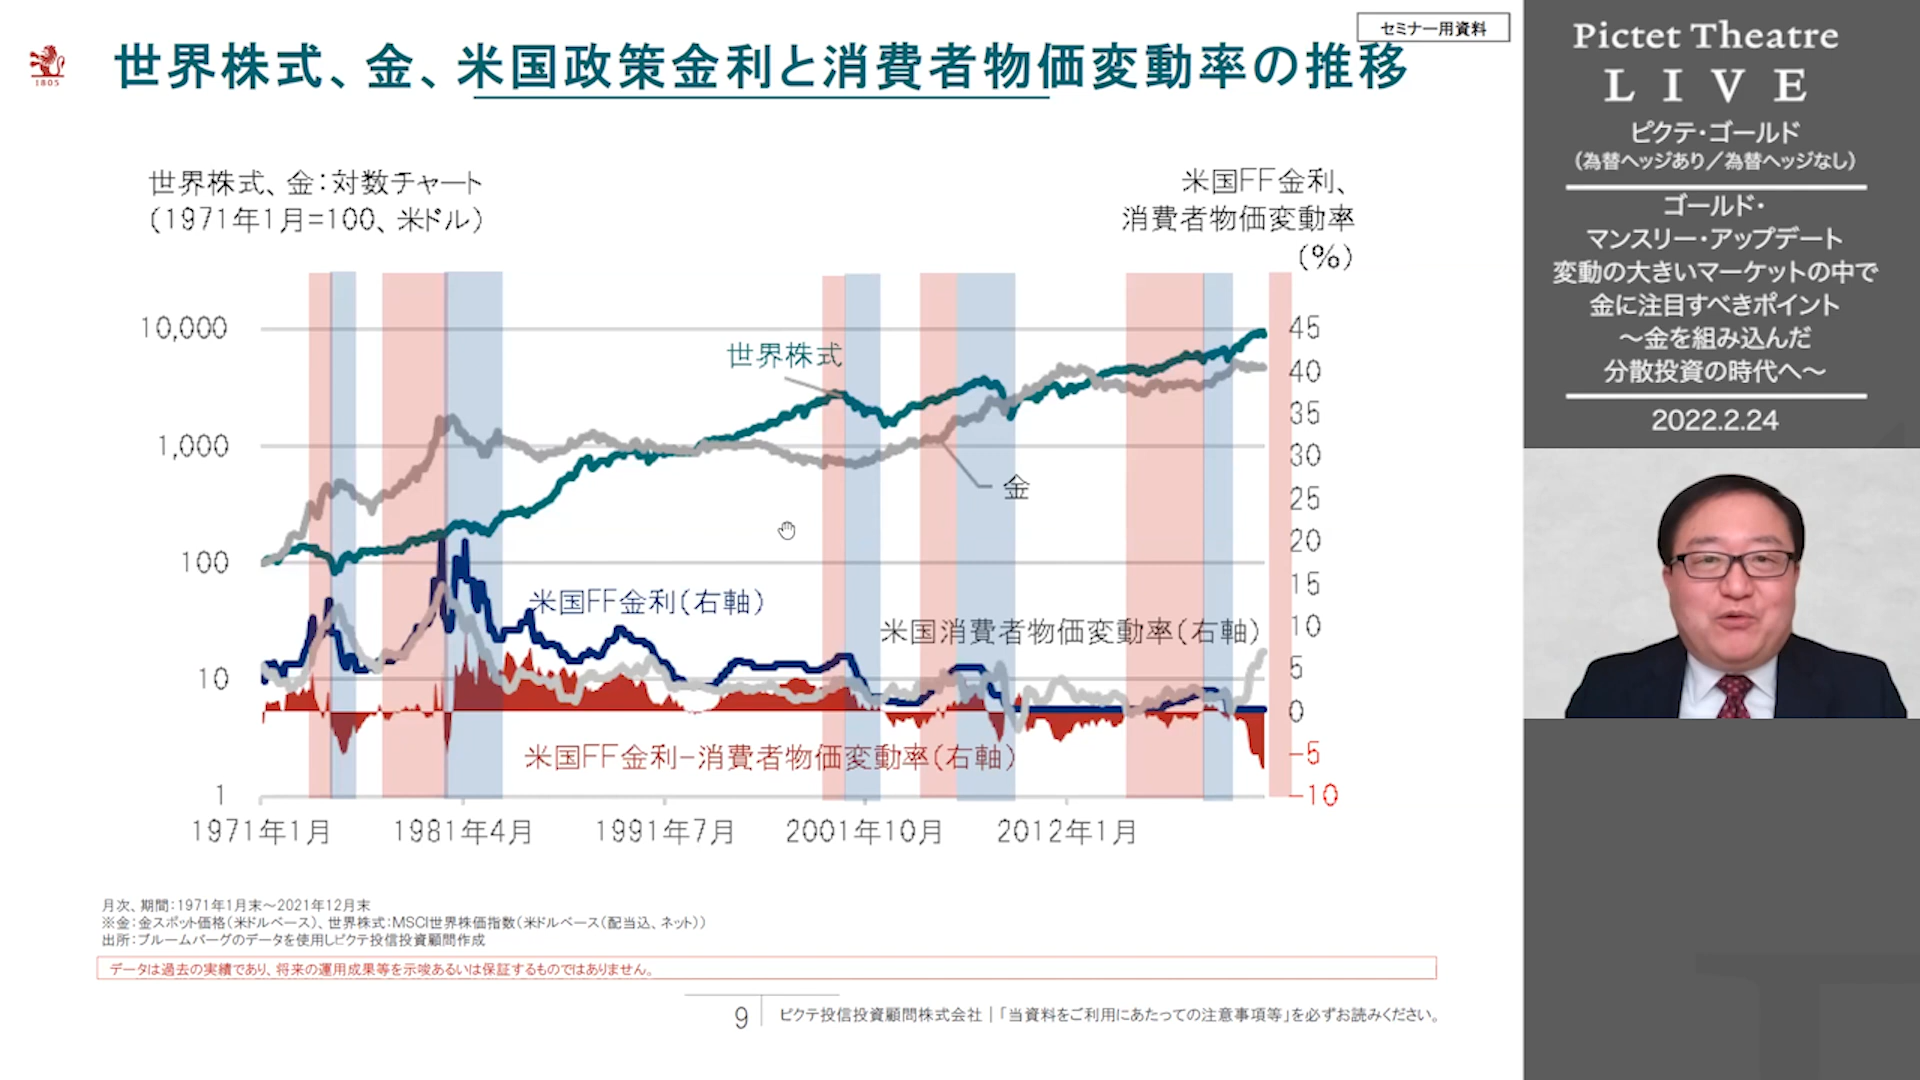 セミナー用資料
1805
世界株式、金、米国政策金利と消費者物価変動率の推移
世界株式、金：対数チャート
（1971年1月=100、米ドル）
米国FF金利、
消費者物価変動率
（%）
10,000
1,000
100
10
1
45
40
35
30
25
20
15
10
5
0
-5
-10
世界株式
金
米国FF金利（右軸）
米国消費者物価変動率（右軸）
米国FF金利-消費者物価変動率（右軸）
1971年1月
1981年4月
1991年7月
2001年10月
2012年1月
月次、期間：1971年1月末～2021年12月末
※金：金スポット価格（米ドルベース）、世界株式：MSCI世界株価指数（米ドルベース（配当込、ネット））
出所：ブルームバーグのデータを使用しピクテ投信投資顧問作成
データは過去の実績であり、将来の運用成果等を示唆あるいは保証するものではありません。
9
ピクテ投信投資顧問株式会社｜「当資料をご利用にあたっての注意事項等」を必ずお読みください。
Pictet Theatre
LIVE
ピクテ・ゴールド
（為替ヘッジあり／為替ヘッジなし）
ゴールド・
マンスリー・アップデート
変動の大きいマーケットの中で
金に注目すべきポイント
～金を組み込んだ
分散投資の時代へ～
2022.2.24